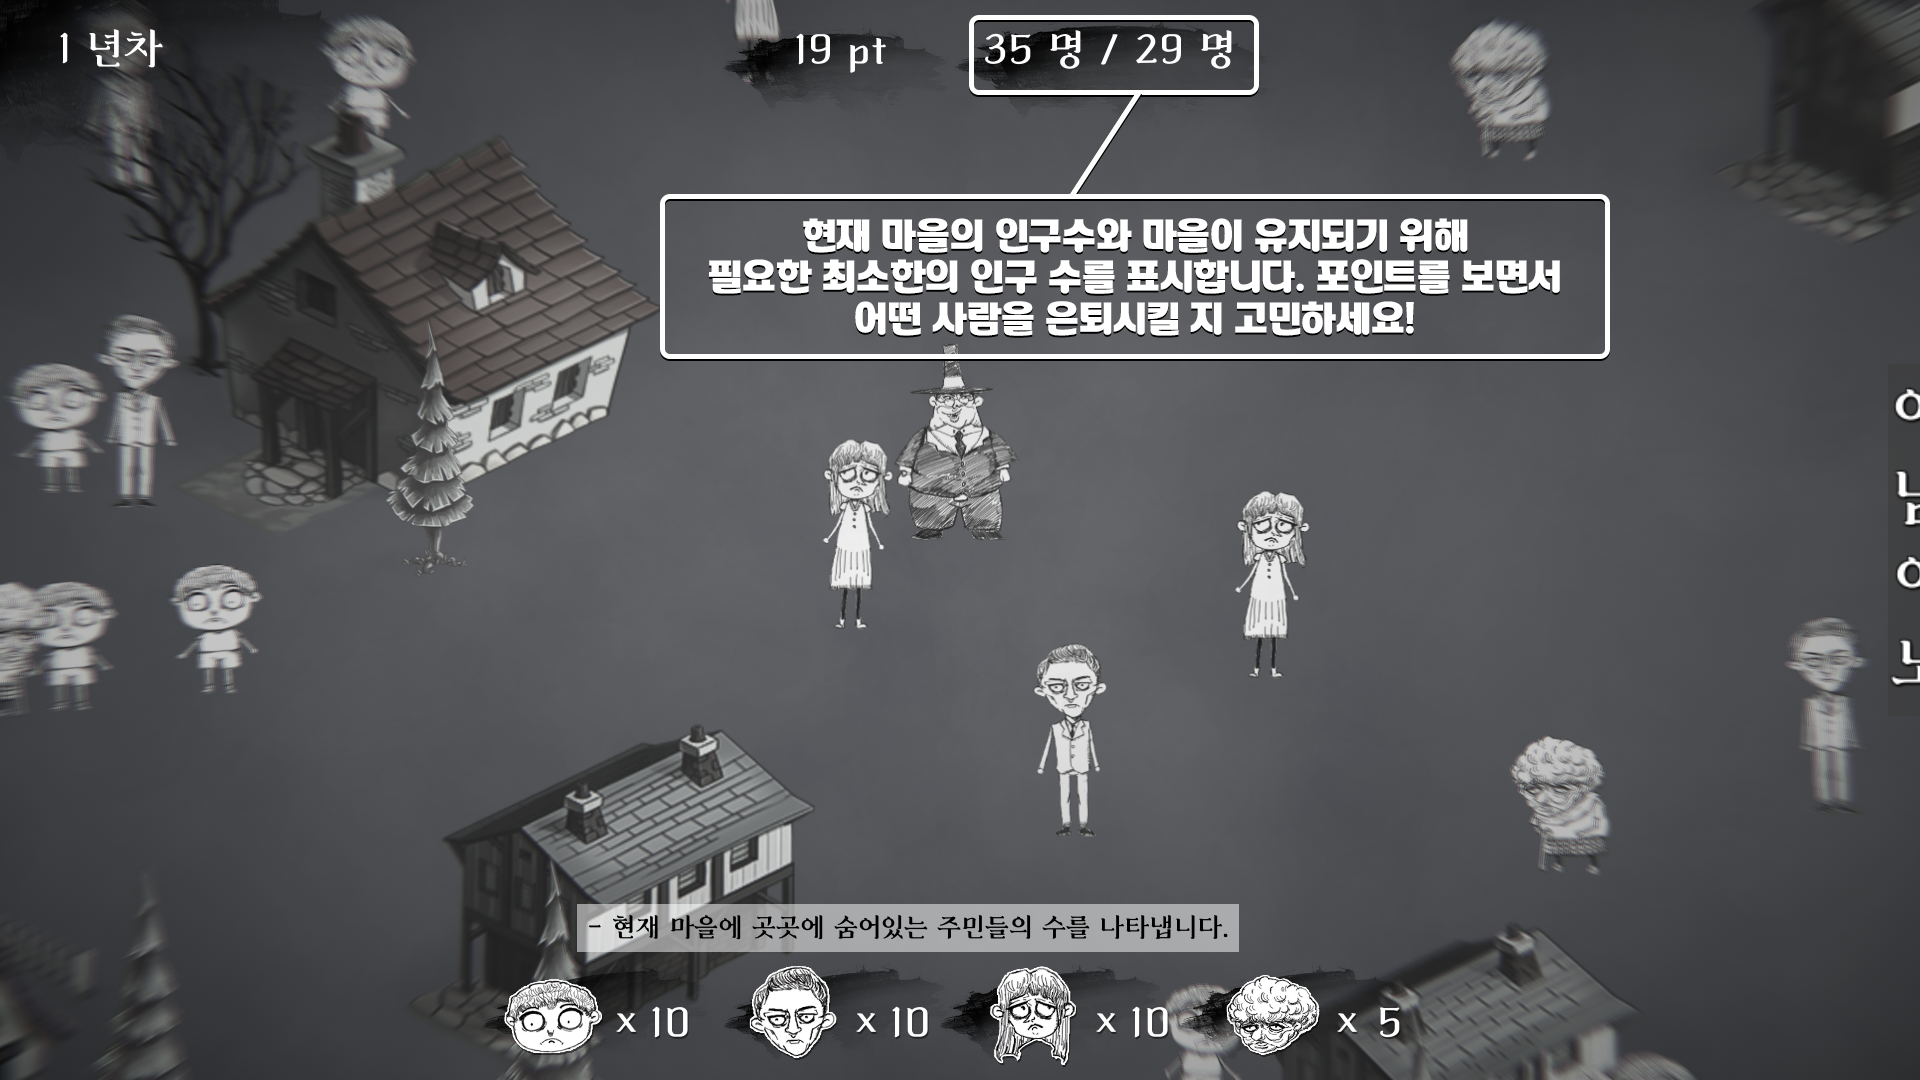 1 년차
19 pt
35 명 / 29 명
현재 마을의 인구수와 마을이 유지되기 위해
필요한 최소한의 인구 수를 표시합니다. 포인트를 보면서
어떤 사람을 은퇴시킬 지 고민하세요!
- 현재 마을에 곳곳에 숨어있는 주민들의 수를 나타냅니다.
x 10
x 10
x 10
x 5